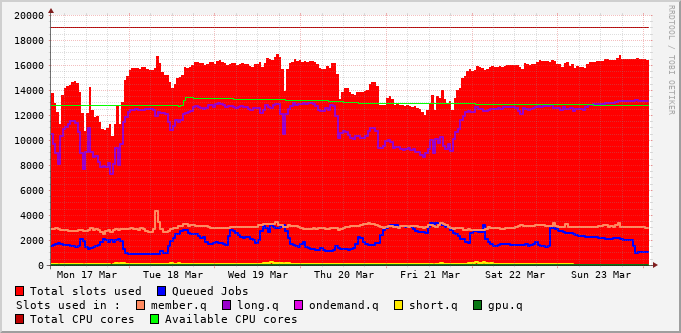 20000
18000
16000
14000
12000
10000
8000
6000
4000
2000
0
Mon 17 Mar Tue 18 Mar Wed 19 Mar Thu 20 Mar Fri 21 Mar Sat 22 Mar Sun 23 Mar
Total slots used Queued Jobs
Slots used in : member.q long.q ondemand.q short.q gpu.q
Total CPU cores Available CPU cores
RRDTOOL / TOBI OETIKER